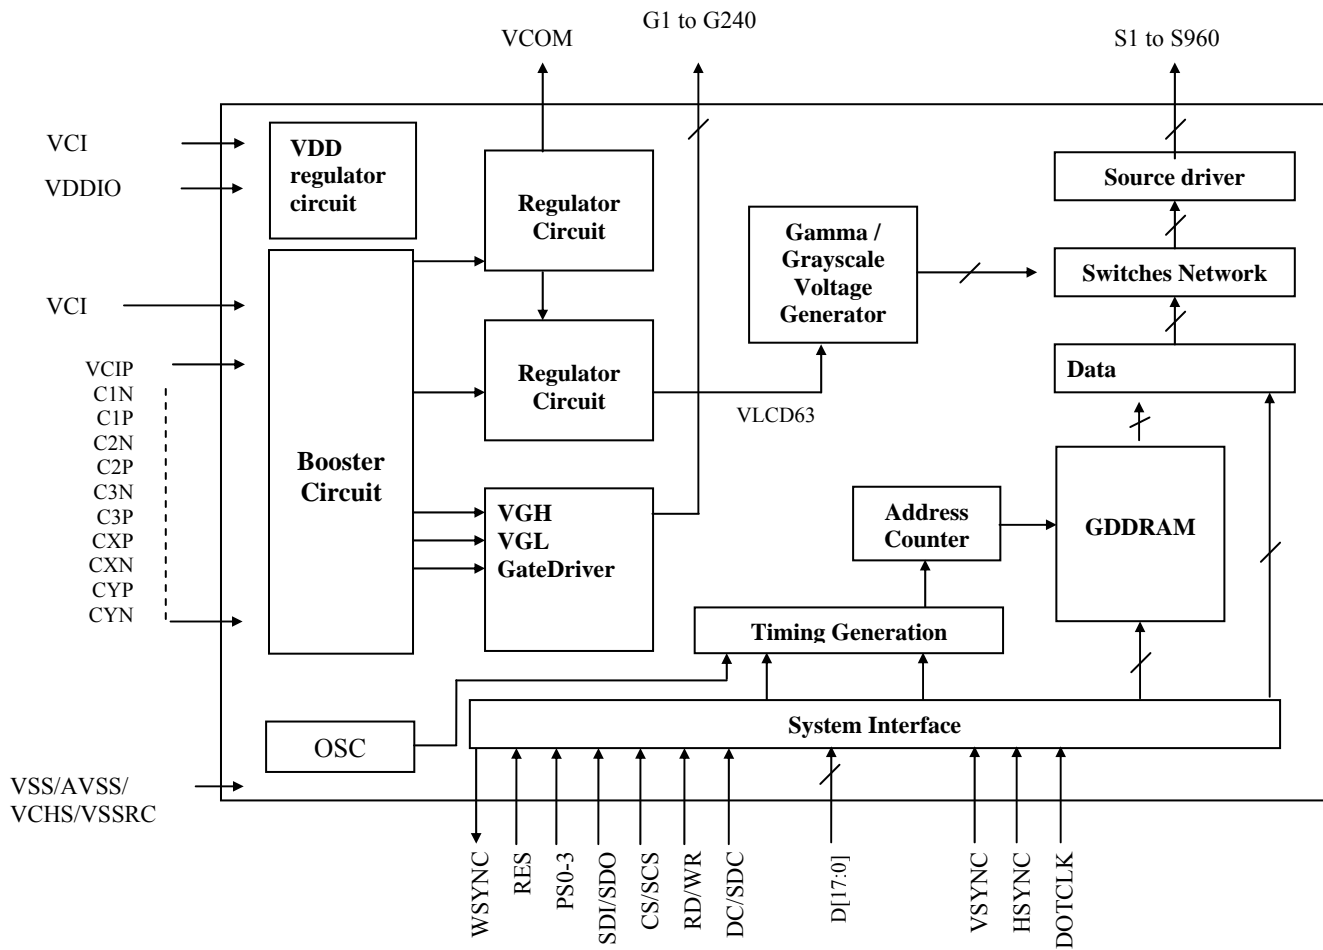 G1 to G240
VCOM
S1 to S960
VCI
VDDIO
VDD
regulator
circuit
Regulator
Circuit
Source driver
Gamma /
Grayscale
Voltage
Generator
Switches Network
VCI
VCIP
C1N
C1P
C2N
C2P
C3N
C3P
CXP
CXN
CYP
CYN
Booster
Circuit
Regulator
Circuit
VLCD63
Data
VGH
VGL
GateDriver
Address
Counter
GDDRAM
Timing Generation
System Interface
OSC
VSS/AVSS/
VCHS/VSSRC
WSYNC
RES
PS0-3
SDI/SDO
CS/SCS
RD/WR
DC/SDC
D[17:0]
VSYNC
HSYNC
DOTCLK